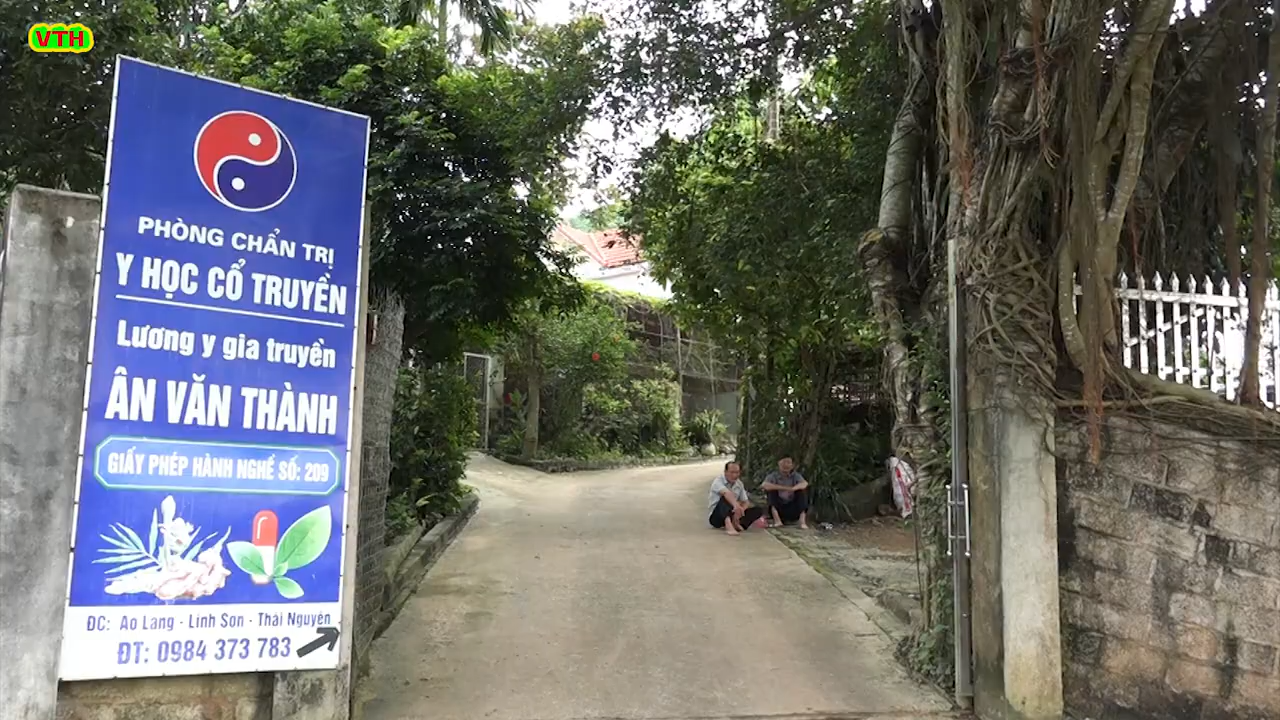 VTH
PHÒNG CHẨN TRỊ
Y HỌC CỔ TRUYỀN
Lương y gia truyền
ÂN VĂN THÀNH
GIẤY PHÉP HÀNH NGHỀ SỐ: 209
ĐC: Ao Lang - Linh Sơn - Thái Nguyên
ĐT: 0984 373 783